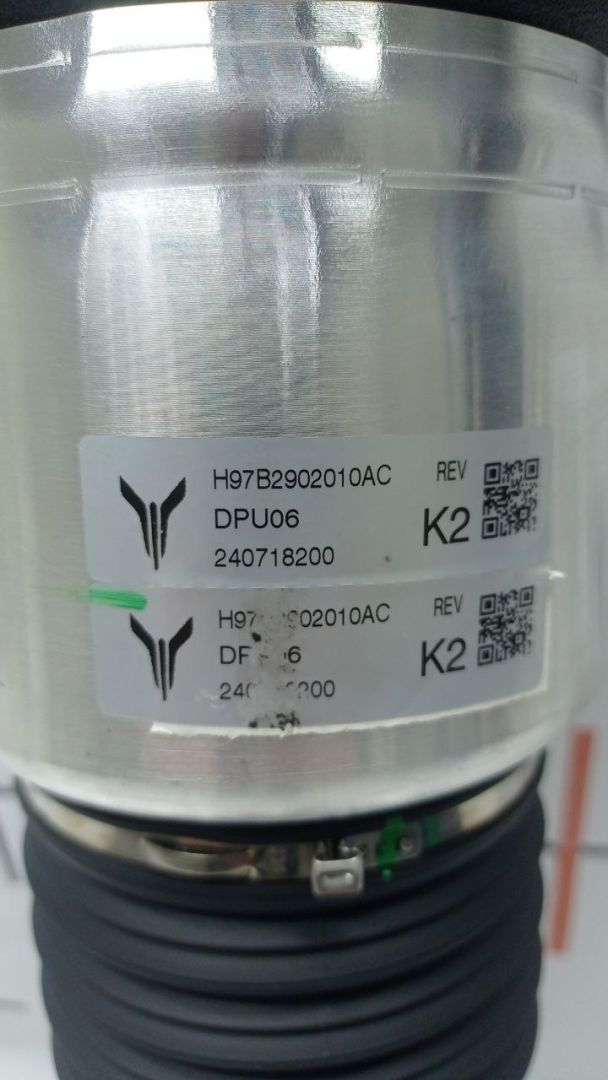 H97B2902010AC
REV
DPU06
K2
240718200
REV
K2